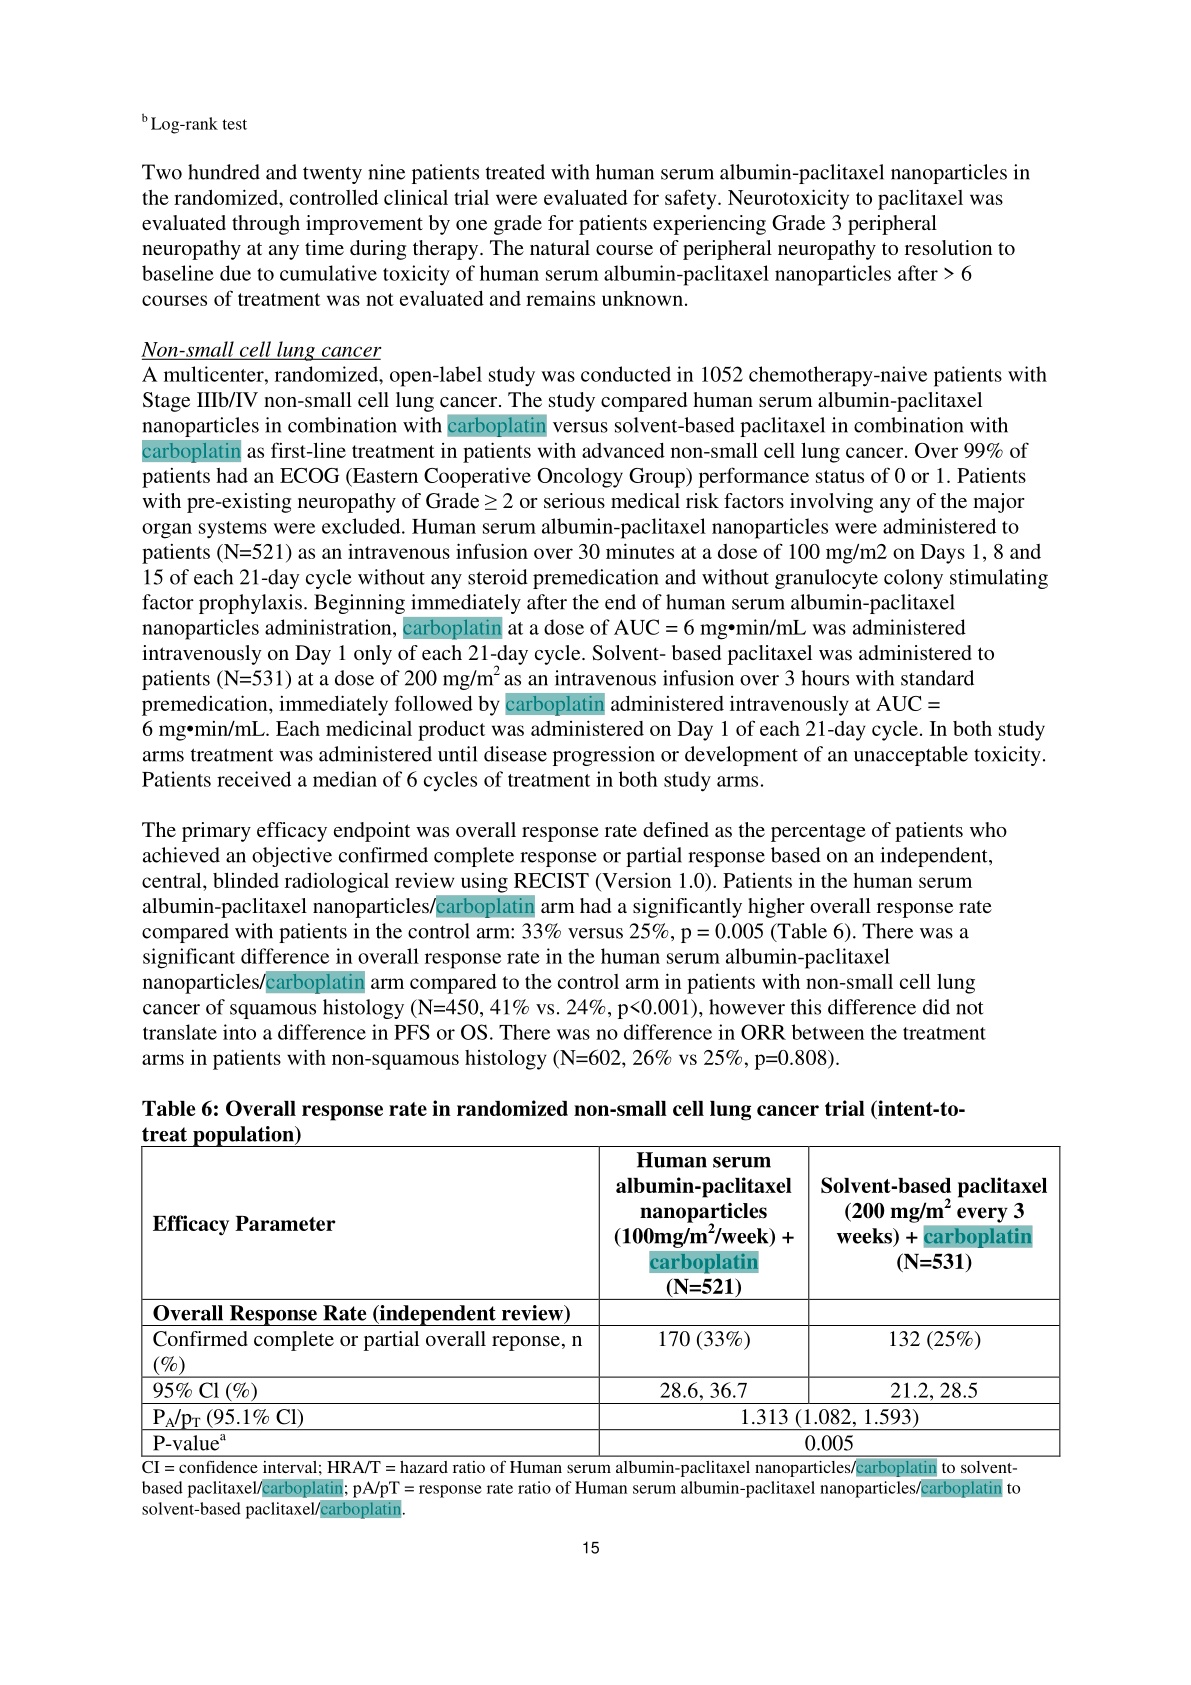 b Log-rank test
Two hundred and twenty nine patients treated with human serum albumin-paclitaxel nanoparticles in
the randomized, controlled clinical trial were evaluated for safety. Neurotoxicity to paclitaxel was
evaluated through improvement by one grade for patients experiencing Grade 3 peripheral
neuropathy at any time during therapy. The natural course of peripheral neuropathy to resolution to
baseline due to cumulative toxicity of human serum albumin-paclitaxel nanoparticles after > 6
courses of treatment was not evaluated and remains unknown.
Non-small cell lung cancer
A multicenter, randomized, open-label study was conducted in 1052 chemotherapy-naive patients with
Stage IIIb/IV non-small cell lung cancer. The study compared human serum albumin-paclitaxel
nanoparticles in combination with carboplatin versus solvent-based paclitaxel in combination with
carboplatin as first-line treatment in patients with advanced non-small cell lung cancer. Over 99% of
patients had an ECOG (Eastern Cooperative Oncology Group) performance status of 0 or 1. Patients
with pre-existing neuropathy of Grade ≥ 2 or serious medical risk factors involving any of the major
organ systems were excluded. Human serum albumin-paclitaxel nanoparticles were administered to
patients (N=521) as an intravenous infusion over 30 minutes at a dose of 100 mg/m2 on Days 1, 8 and
15 of each 21-day cycle without any steroid premedication and without granulocyte colony stimulating
factor prophylaxis. Beginning immediately after the end of human serum albumin-paclitaxel
nanoparticles administration, carboplatin at a dose of AUC = 6 mg•min/mL was administered
intravenously on Day 1 only of each 21-day cycle. Solvent- based paclitaxel was administered to
patients (N=531) at a dose of 200 mg/m2 as an intravenous infusion over 3 hours with standard
premedication, immediately followed by carboplatin administered intravenously at AUC =
6 mg•min/mL. Each medicinal product was administered on Day 1 of each 21-day cycle. In both study
arms treatment was administered until disease progression or development of an unacceptable toxicity.
Patients received a median of 6 cycles of treatment in both study arms.
The primary efficacy endpoint was overall response rate defined as the percentage of patients who
achieved an objective confirmed complete response or partial response based on an independent,
central, blinded radiological review using RECIST (Version 1.0). Patients in the human serum
albumin-paclitaxel nanoparticles/carboplatin arm had a significantly higher overall response rate
compared with patients in the control arm: 33% versus 25%, p = 0.005 (Table 6). There was a
significant difference in overall response rate in the human serum albumin-paclitaxel
nanoparticles/carboplatin arm compared to the control arm in patients with non-small cell lung
cancer of squamous histology (N=450, 41% vs. 24%, p<0.001), however this difference did not
translate into a difference in PFS or OS. There was no difference in ORR between the treatment
arms in patients with non-squamous histology (N=602, 26% vs 25%, p=0.808).
Table 6: Overall response rate in randomized non-small cell lung cancer trial (intent-to-
treat population)
Efficacy Parameter
Human serum
albumin-paclitaxel
nanoparticles
(100mg/m2/week) +
carboplatin
(N=521)
Solvent-based paclitaxel
(200 mg/m2 every 3
weeks) + carboplatin
(N=531)
Overall Response Rate (independent review)
Confirmed complete or partial overall reponse, n
(%)
170 (33%)
132 (25%)
95% Cl (%)
28.6, 36.7
21.2, 28.5
PA/pT (95.1% Cl)
1.313 (1.082, 1.593)
P-valuea
0.005
CI = confidence interval; HRA/T = hazard ratio of Human serum albumin-paclitaxel nanoparticles/carboplatin to solvent-
based paclitaxel/carboplatin; pA/pT = response rate ratio of Human serum albumin-paclitaxel nanoparticles/carboplatin to
solvent-based paclitaxel/carboplatin.
15